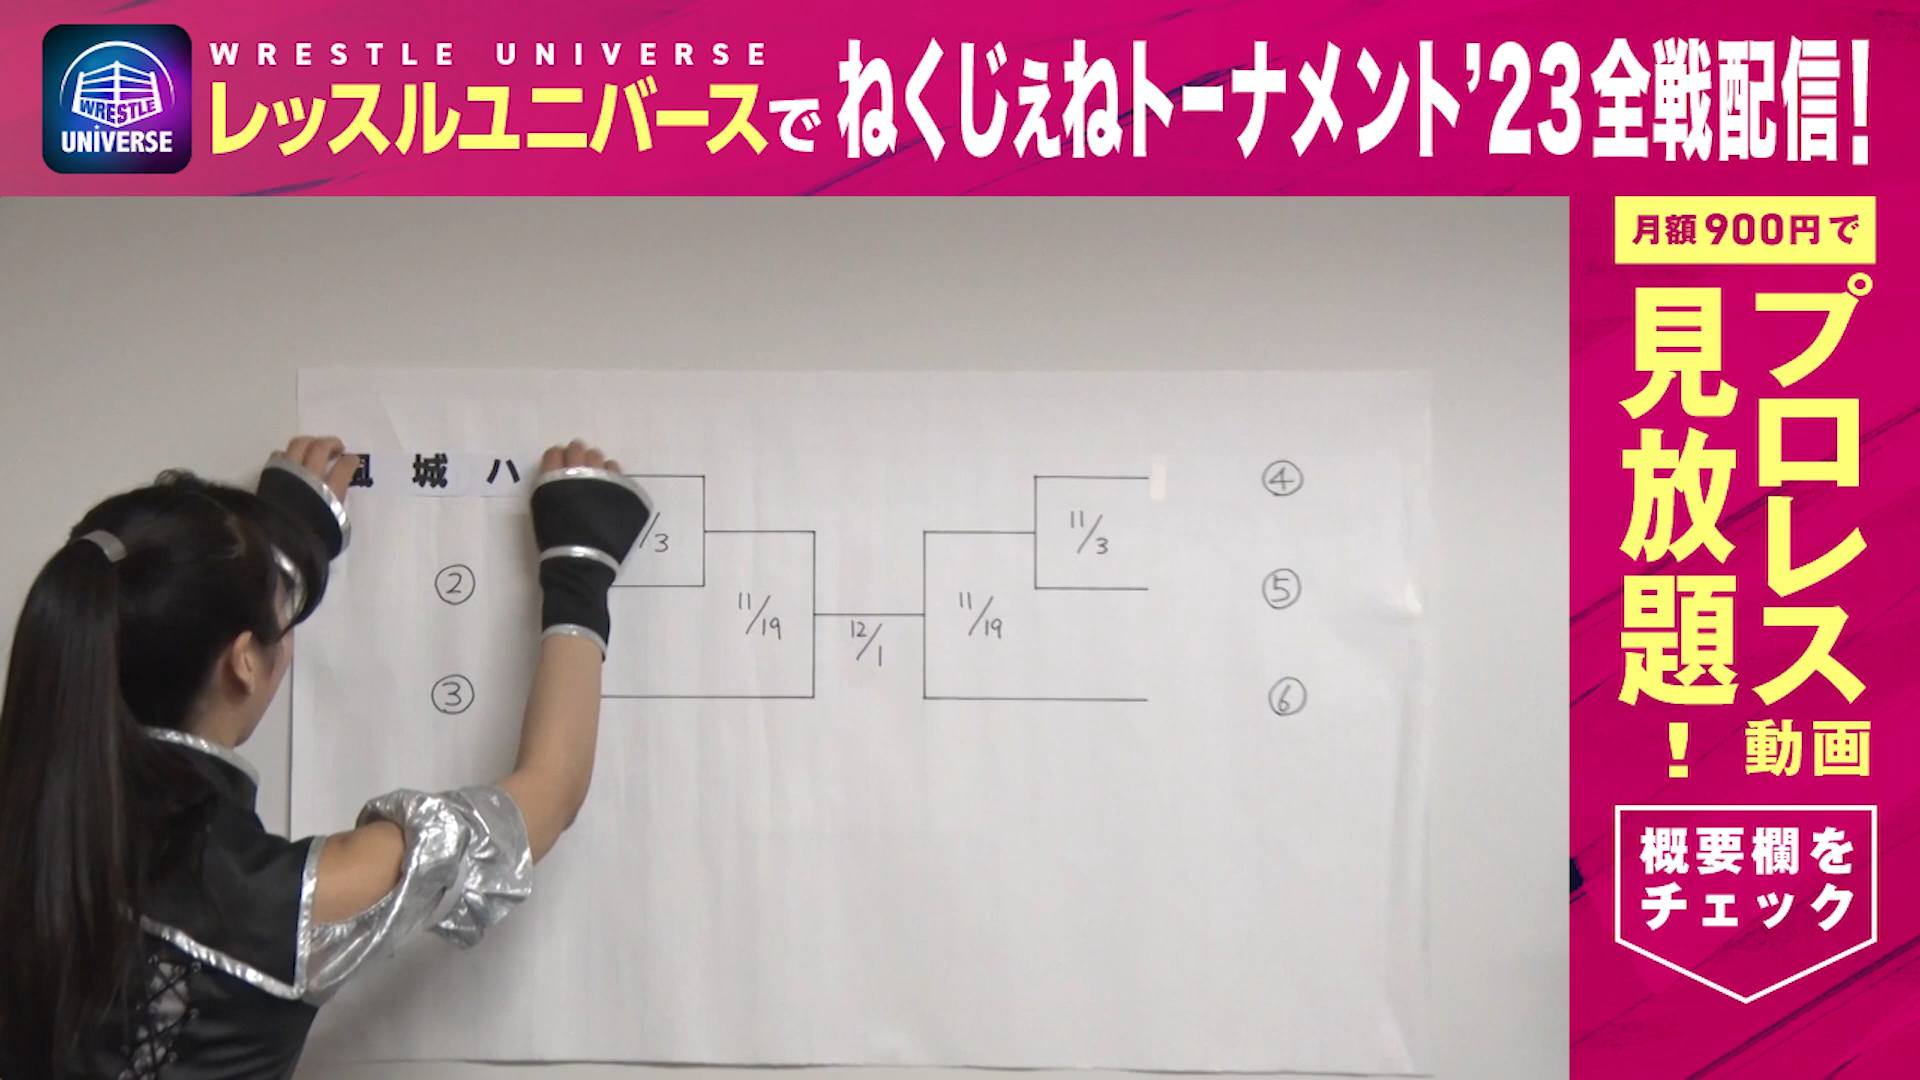 WRESTLE UNIVERSE
レッスルユニバースで ねくじぇねトーナメント'23全戦配信!
WRESTLE
UNIVERSE
月額900円で
プロレス動画
見放題!
概要欄を
チェック
城 ハ
②
③
/3
11/19
12/1
11/19
11/3
④
⑤
⑥